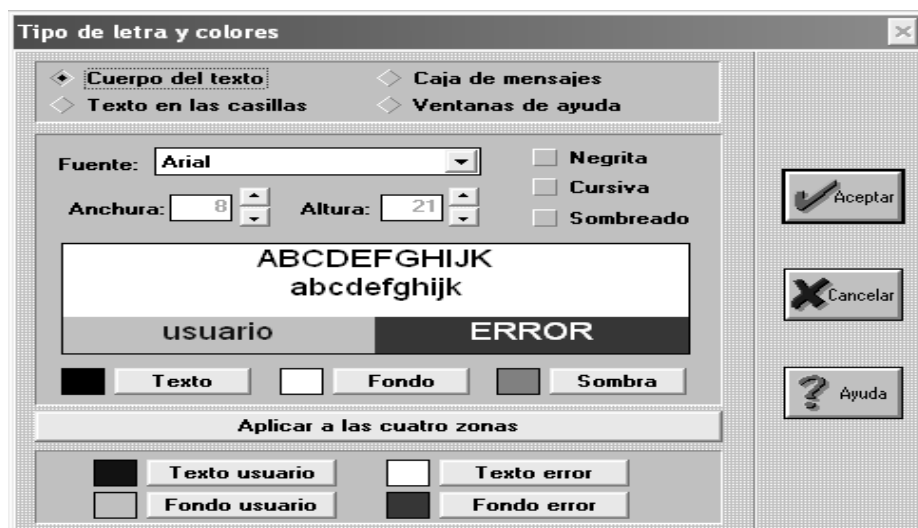 Tipo de letra y colores
Cuerpo del texto
Caja de mensajes
Texto en las casillas
Ventanas de ayuda
Fuente: Arial
Negrita
Cursiva
Sombreado
Anchura: 8
Altura: 21
ABCDEFGHIJK
abcdefghijk
usuario
ERROR
Texto
Fondo
Sombra
Aplicar a las cuatro zonas
Texto usuario
Texto error
Fondo usuario
Fondo error
Aceptar
Cancelar
Ayuda